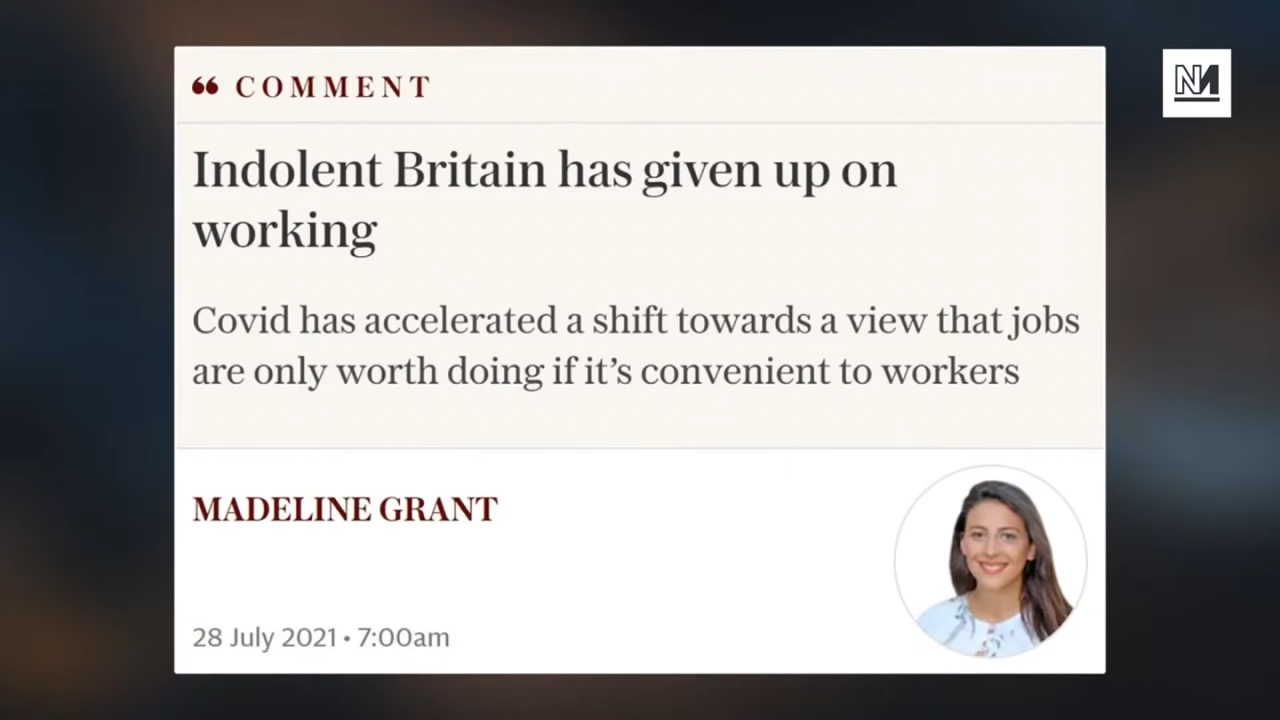 ❝ COMMENT
Indolent Britain has given up on
working
Covid has accelerated a shift towards a view that jobs
are only worth doing if it’s convenient to workers
MADELINE GRANT
28 July 2021 • 7:00am
NM